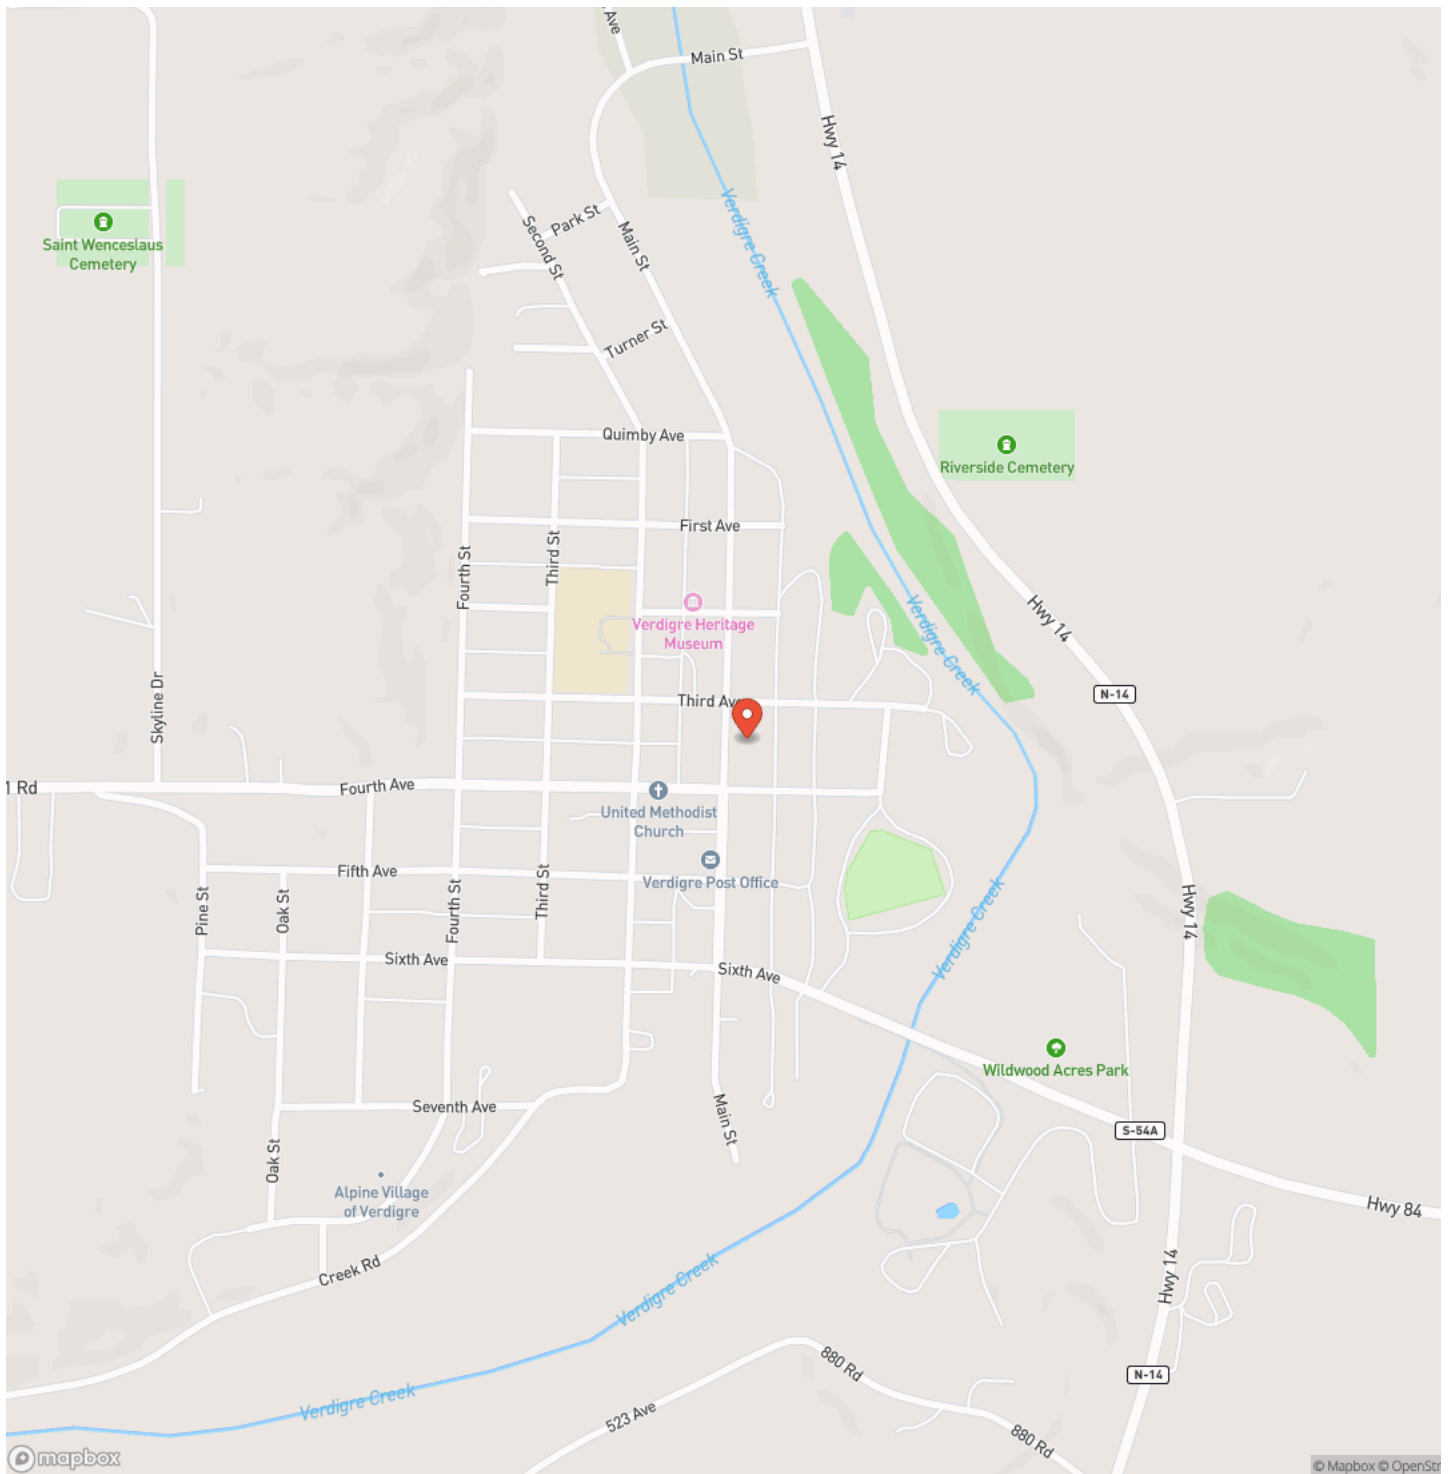 Ave
Main St
Hwy 14
Verdigre Creek
Second St
Park St
Main St
Saint Wenceslaus
Cemetery
Turner St
Quimby Ave
Riverside Cemetery
First Ave
Third St
Fourth St
Verdigre Heritage
Museum
Verdigre Creek
Hwy 14
Skyline Dr
Third Ave
N-14
1 Rd
Fourth Ave
United Methodist
Church
Fifth Ave
Verdigre Post Office
Pine St
Oak St
Fourth St
Third St
Hwy 14
Verdigre Creek
Sixth Ave
Sixth Ave
Wildwood Acres Park
Seventh Ave
Main St
S-54A
Oak St
Alpine Village
of Verdigre
Hwy 84
Creek Rd
Hwy 14
Verdigre Creek
880 Rd
N-14
Verdigre Creek
523 Ave
880 Rd
mapbox
© Mapbox © OpenStr